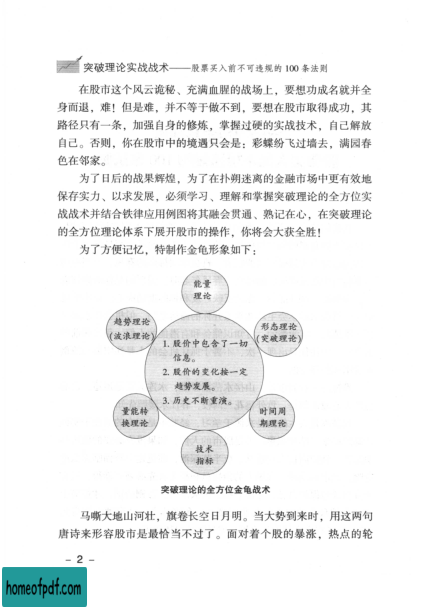 突破理论实战战术——股票买入前不可违规的 100 条法则
在股市这个风云诡秘、充满血腥的战场上，要想功成名就并全
身而退，难！但是难，并不等于做不到，要想在股市取得成功，其
路径只有一条，加强自身的修炼，掌握过硬的实战技术，自己解放
自己。否则，你在股市中的境遇只会是：彩蝶纷飞过墙去，满园春
色在邻家。
为了日后的战果辉煌，为了在扑朔迷离的金融市场中更有效地
保存实力、以求发展，必须学习、理解和掌握突破理论的全方位实
战战术并结合铁律应用例图将其融会贯通、熟记在心，在突破理论
的全方位理论体系下展开股市的操作，你将会大获全胜！
为了方便记忆，特制作金龟形象如下：
能量
理论
趋势理论
（波浪理论）
形态理论
（突破理论）
1. 股价中包含了一切
信息。
2. 股价的变化按一定
趋势发展。
3. 历史不断重演。
量能转
换理论
时间周
期理论
技术
指标
突破理论的全方位金龟战术
马嘶大地山河壮，旗卷长空日月明。当大势到来时，用这两句
唐诗来形容股市是最恰当不过了。面对着个股的暴涨，热点的轮
– 2 –
homeofpdf.com